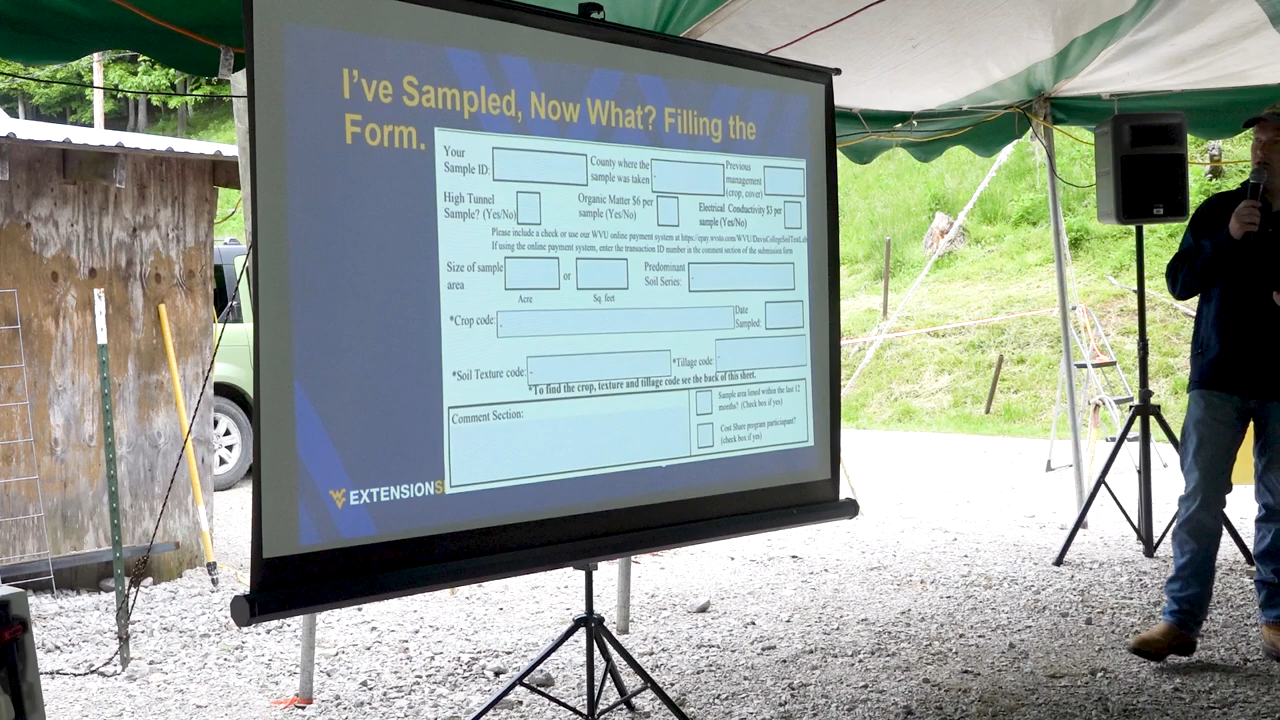 I've Sampled, Now What? Filling the
Form.
Your
Sample ID:
County where the
sample was taken
Previous
management
(crop, cover)
High Tunnel
Sample? (Yes/No)
Organic Matter $6 per
sample (Yes/No)
Electrical Conductivity $3 per
sample (Yes/No)
Please include a check or use our WVU online payment system at
If using the online payment system, enter the transaction ID number in the comment section of the submission form
Size of sample
area
or
Acre
Sq. feet
Predominant
Soil Series:
*Crop code:
Date
Sampled:
*Soil Texture code:
*Tillage code:
*To find the crop, texture and tillage code see the back of this sheet.
Comment Section:
Sample area limed within the last 12
months? (Check box if yes)
Cost Share program participant?
(check box if yes)
WV EXTENSION